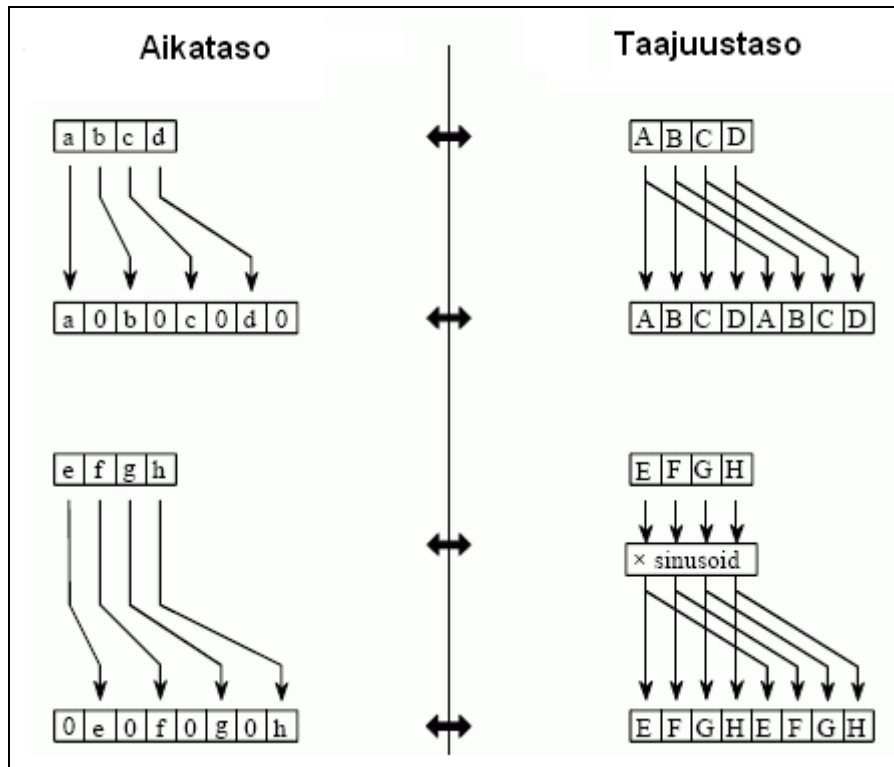 Aikataso Taajuustaso
a b c d A B C D
a 0 b 0 c 0 d 0 A B C D A B C D
e f g h E F G H
× sinusoid
0 e 0 f 0 g 0 h E F G H E F G H